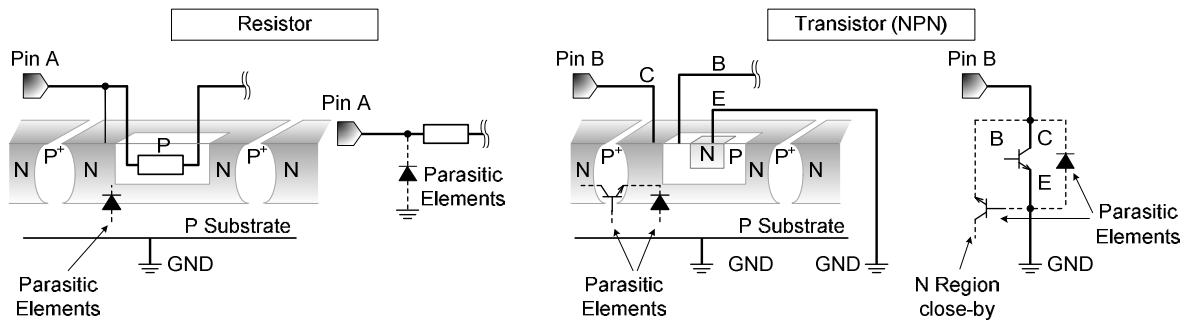 Resistor
Transistor (NPN)
Pin A
Pin A
N
P+
N
P
N
P+
N
Parasitic
Elements
P Substrate
GND
Parasitic
Elements
Pin B
C
B
E
N
P+
N
N
P
N
P+
N
P Substrate
GND
GND
Parasitic
Elements
Pin B
B
C
E
Parasitic
Elements
GND
N Region
close-by